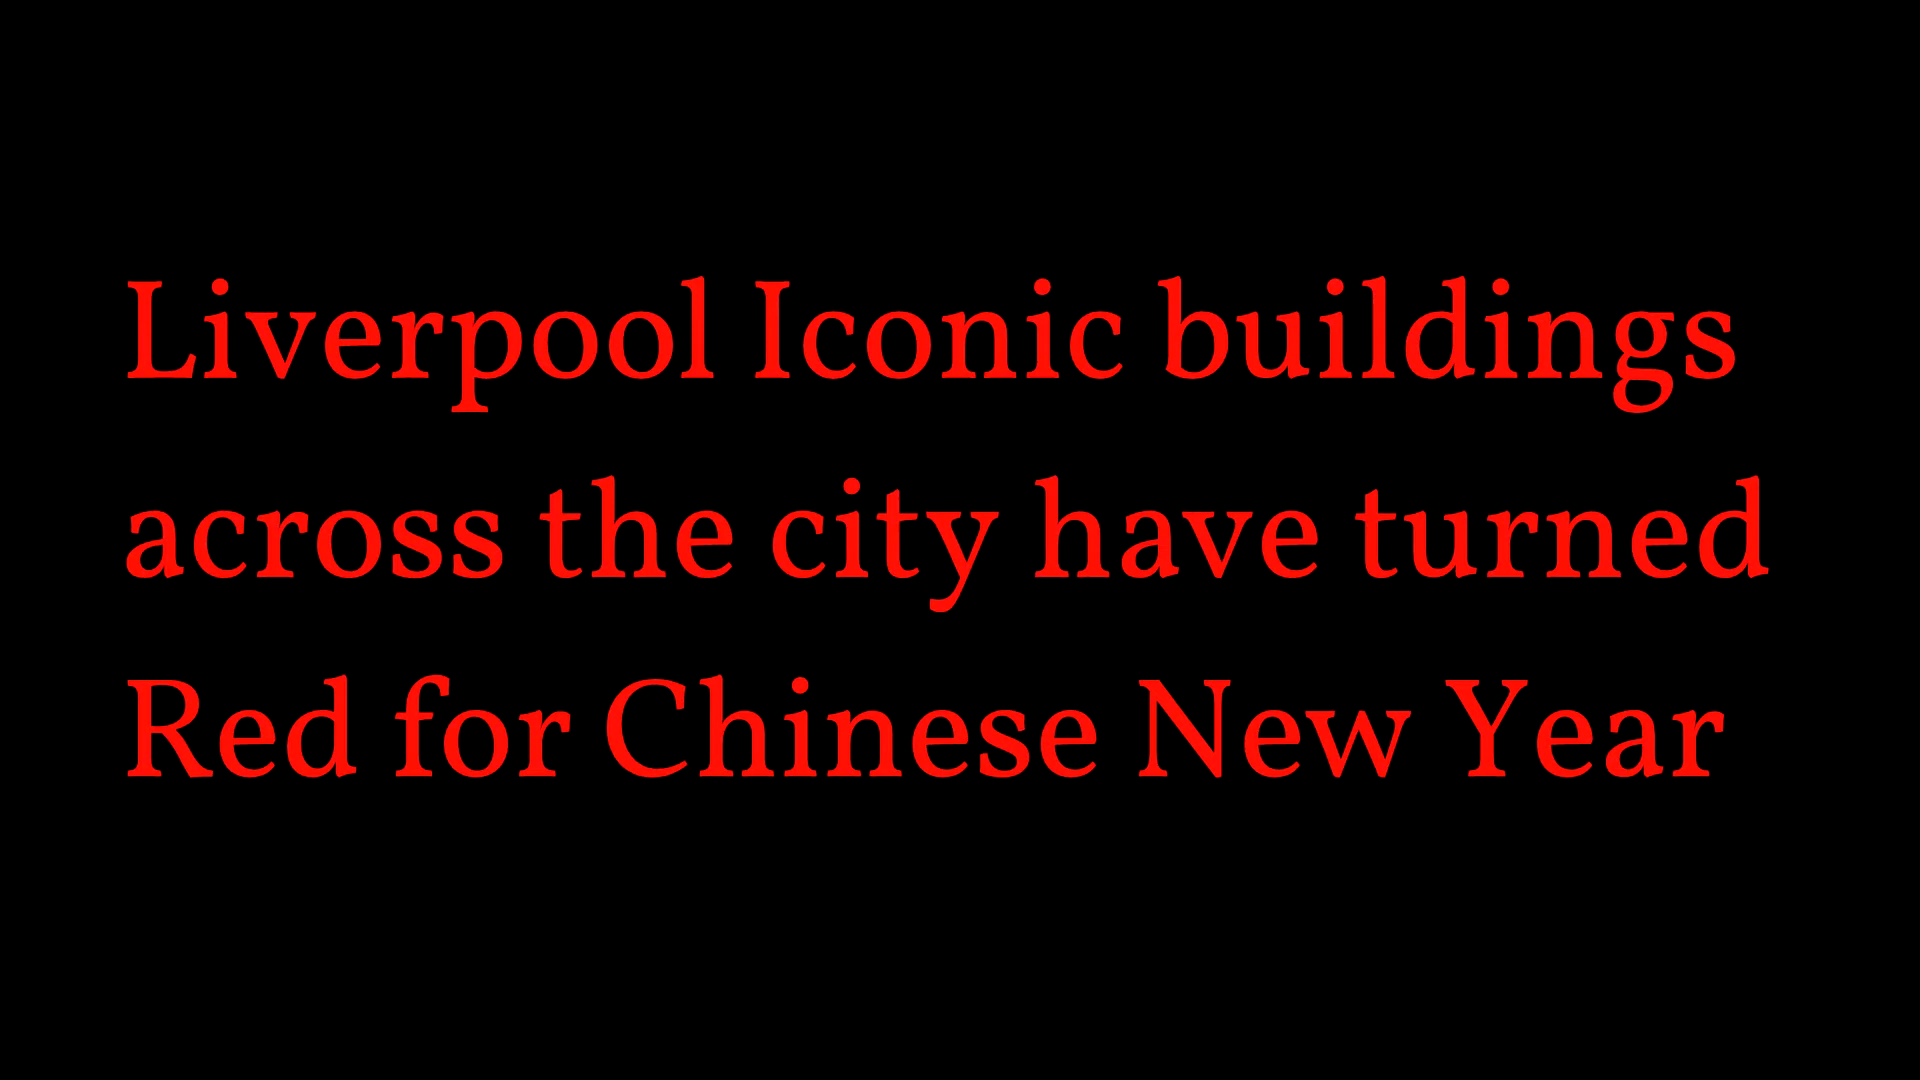 Liverpool Iconic buildings
across the city have turned
Red for Chinese New Year